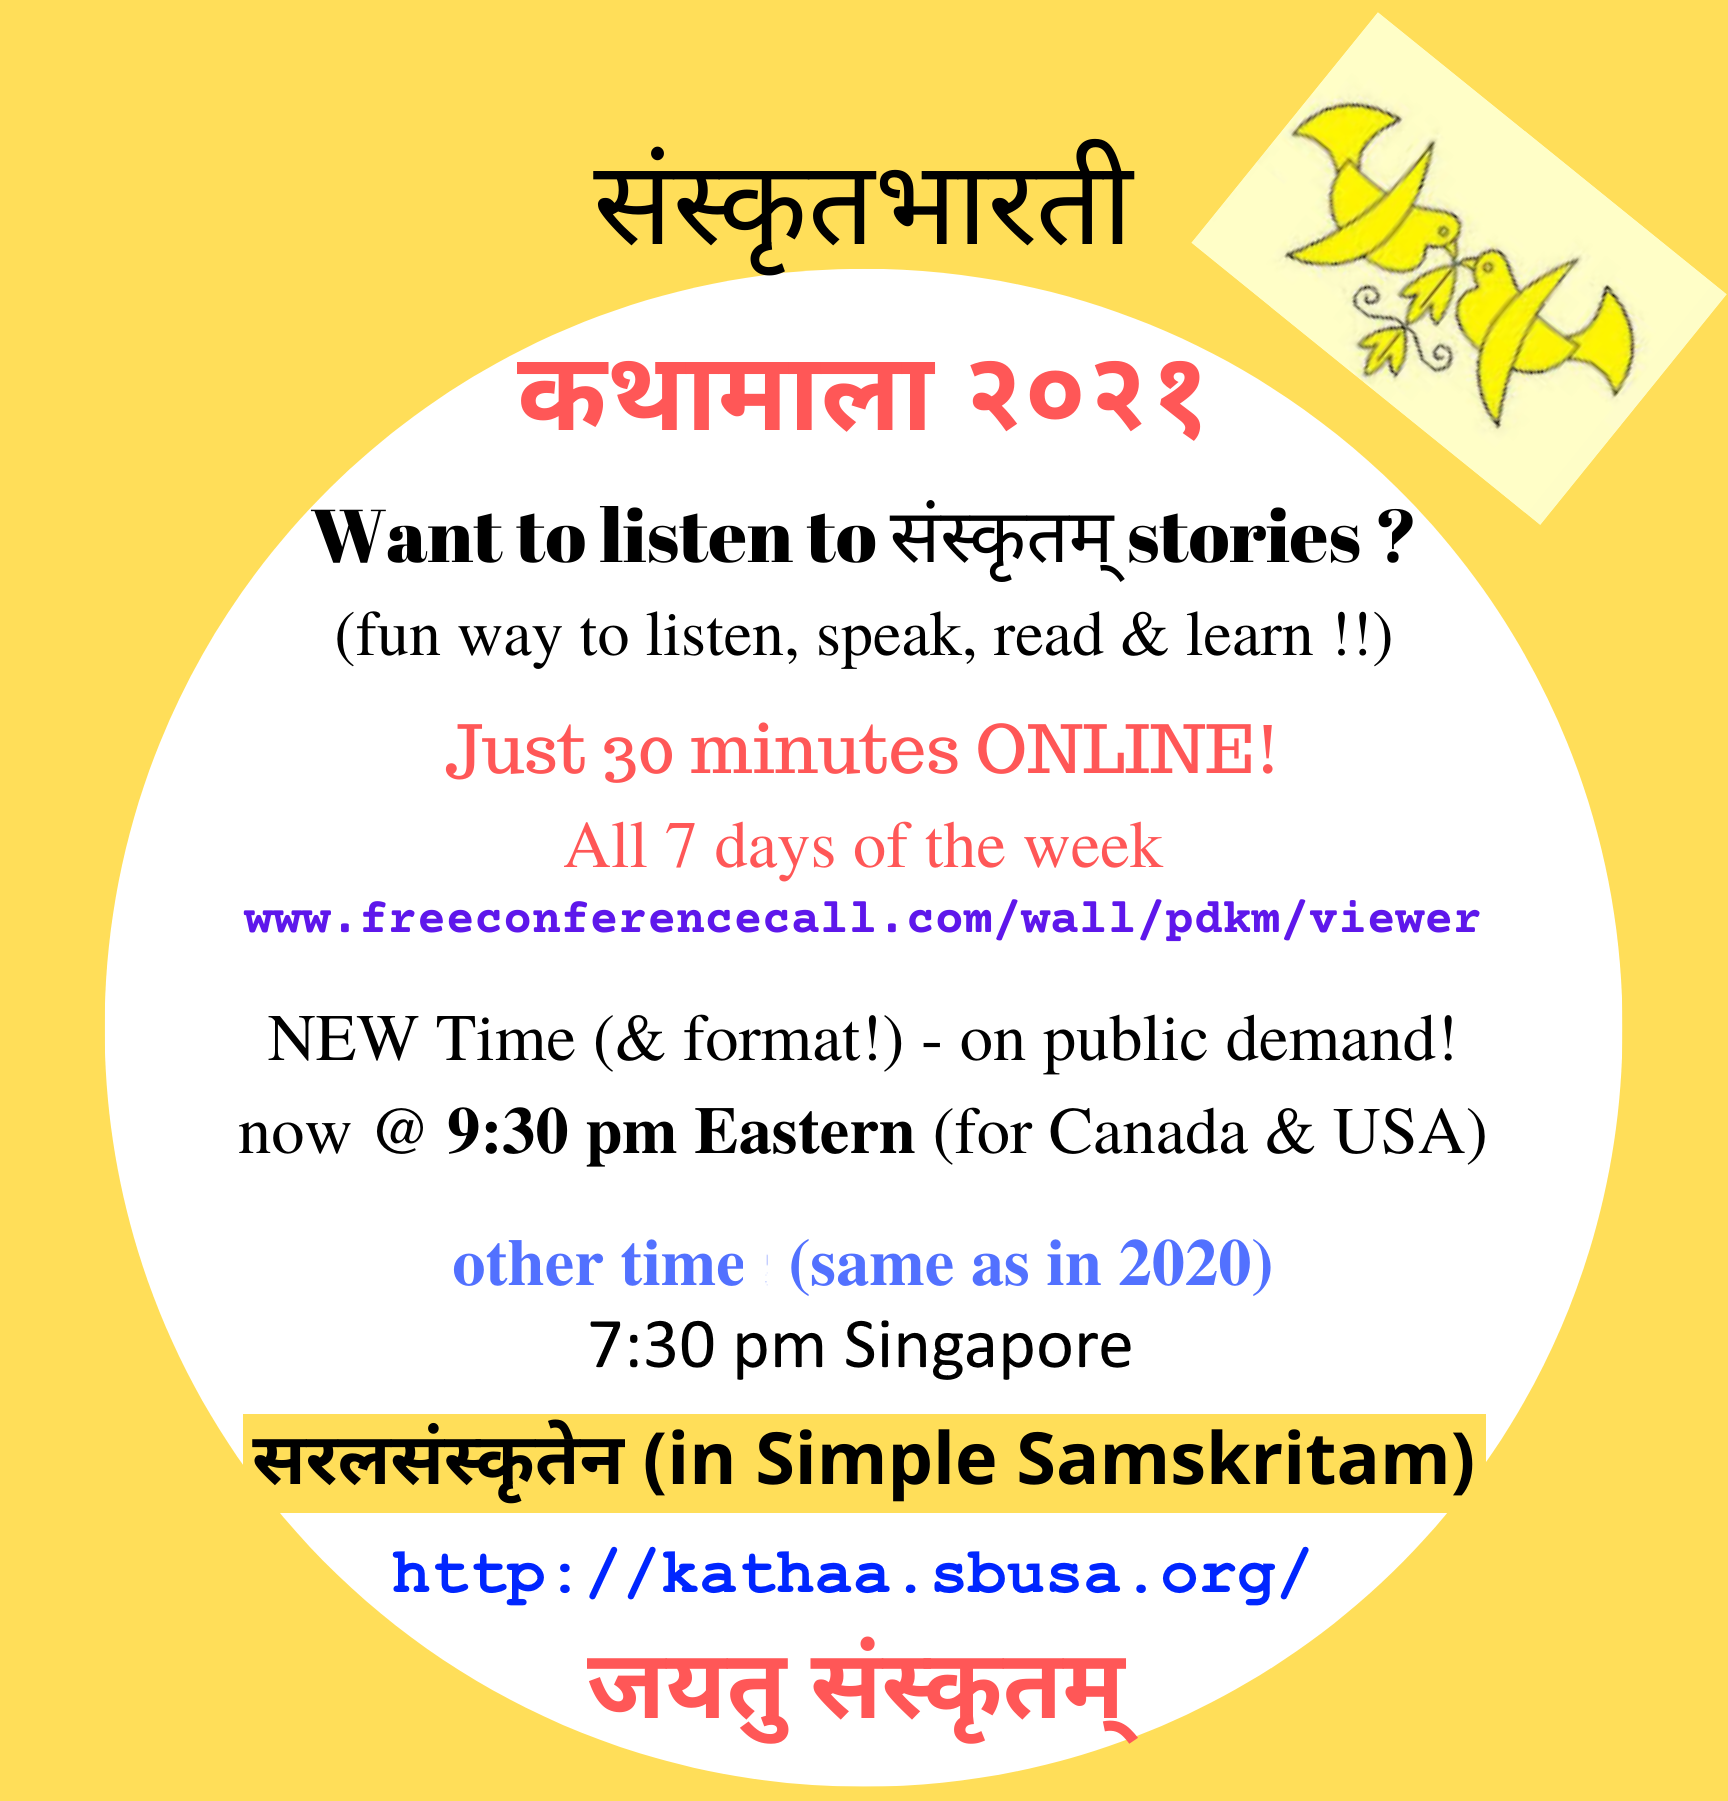 संस्कृतभारती
कथामाला २०२१
Want to listen to संस्कृतम् stories ?
(fun way to listen, speak, read & learn !!)
Just 30 minutes ONLINE!
All 7 days of the week
www.freeconferencecall.com/wall/pdkm/viewer
NEW Time (& format!) - on public demand!
now @ 9:30 pm Eastern (for Canada & USA)
other time (same as in 2020)
7:30 pm Singapore
सरलसंस्कृतेन (in Simple Samskritam)
http://kathaa.sbusa.org/
जयतु संस्कृतम्